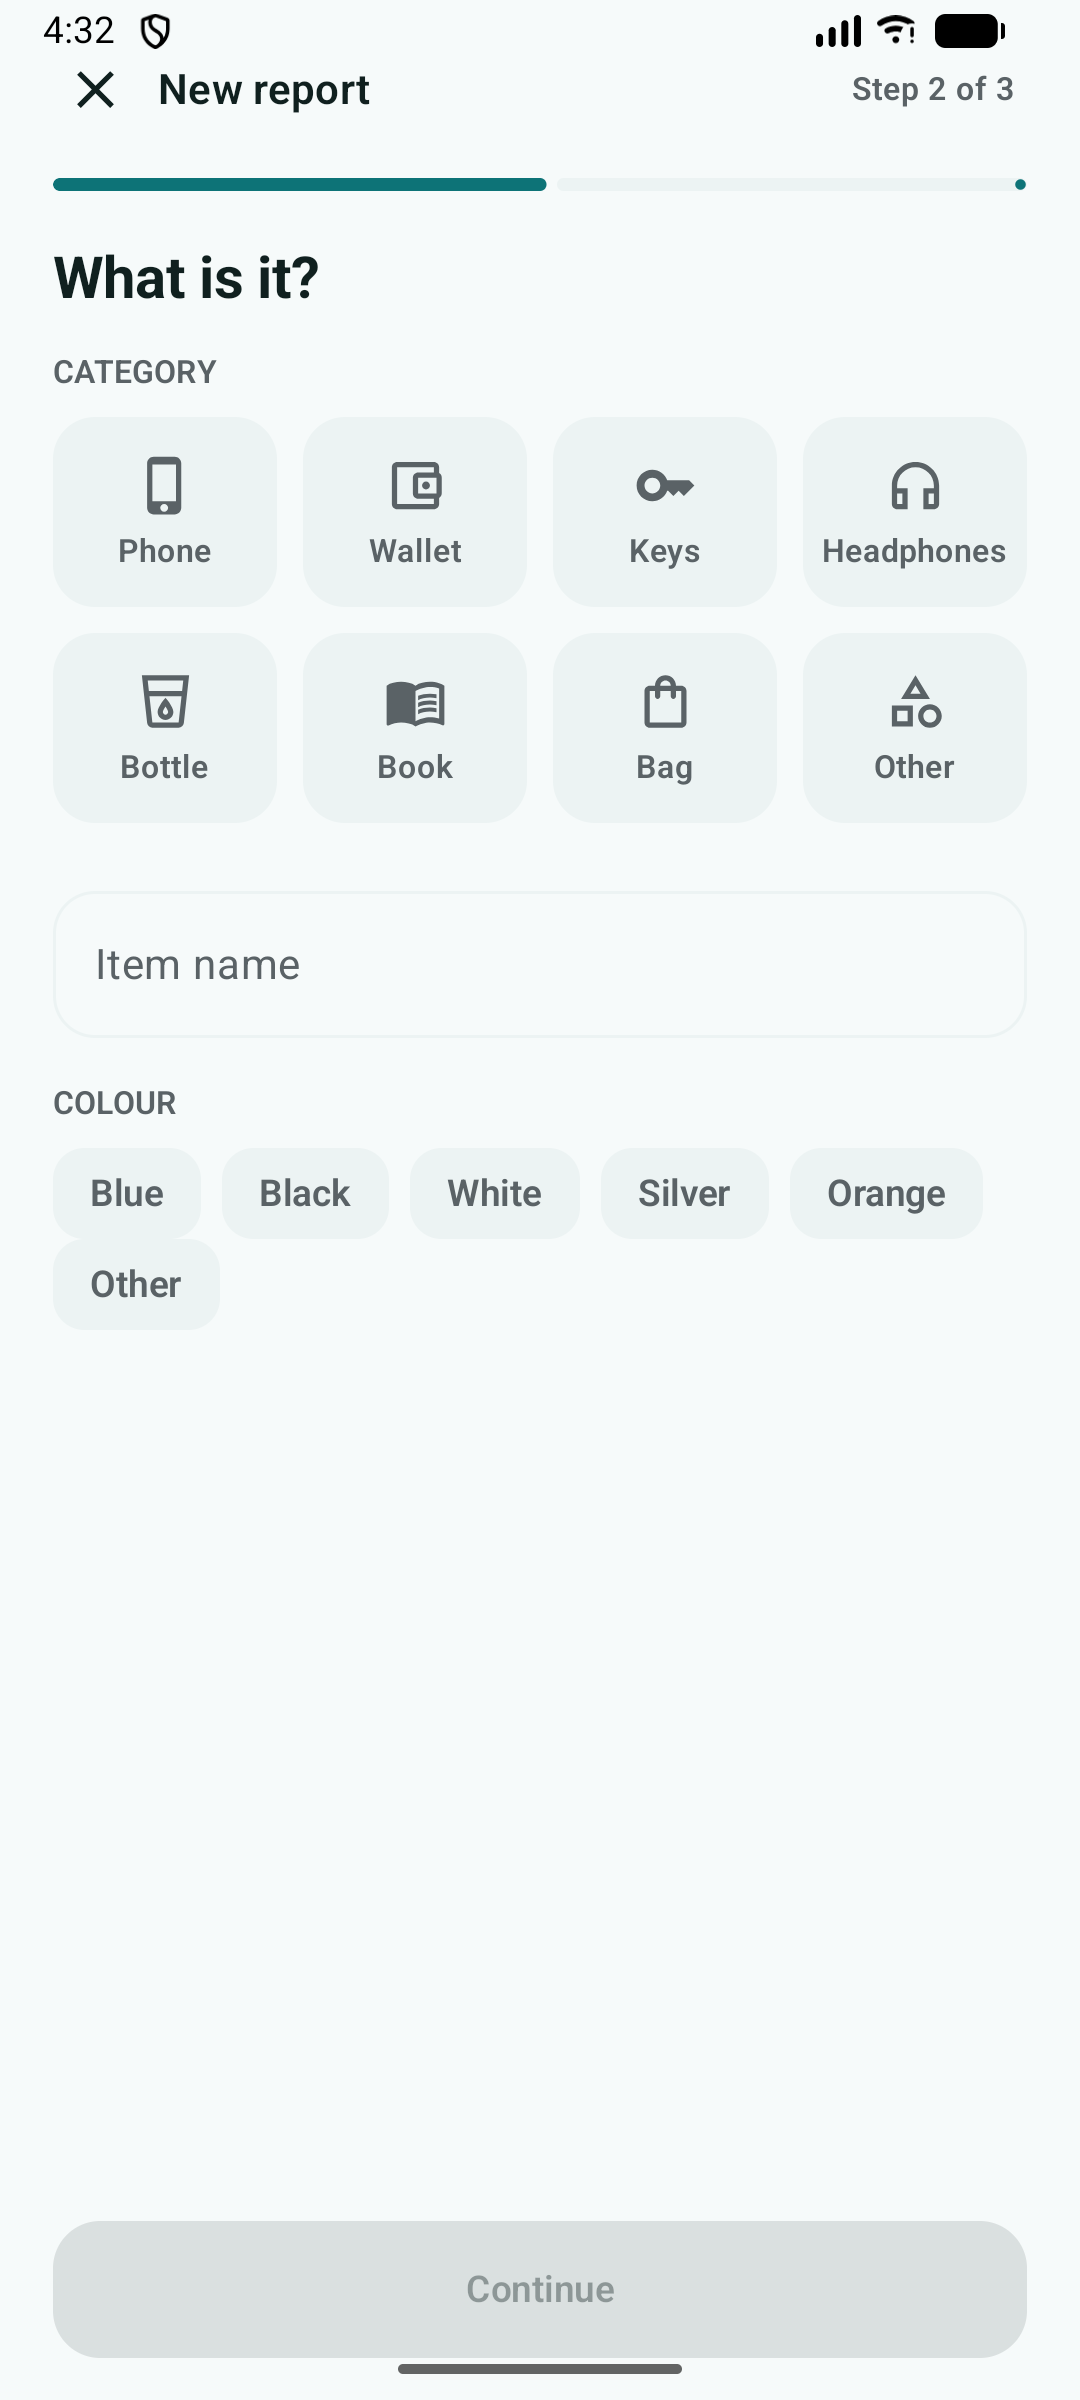 4:32
New report
Step 2 of 3
What is it?
CATEGORY
Phone Wallet Keys Headphones
Bottle Book Bag Other
Item name
COLOUR
Blue Black White Silver Orange
Other
Continue